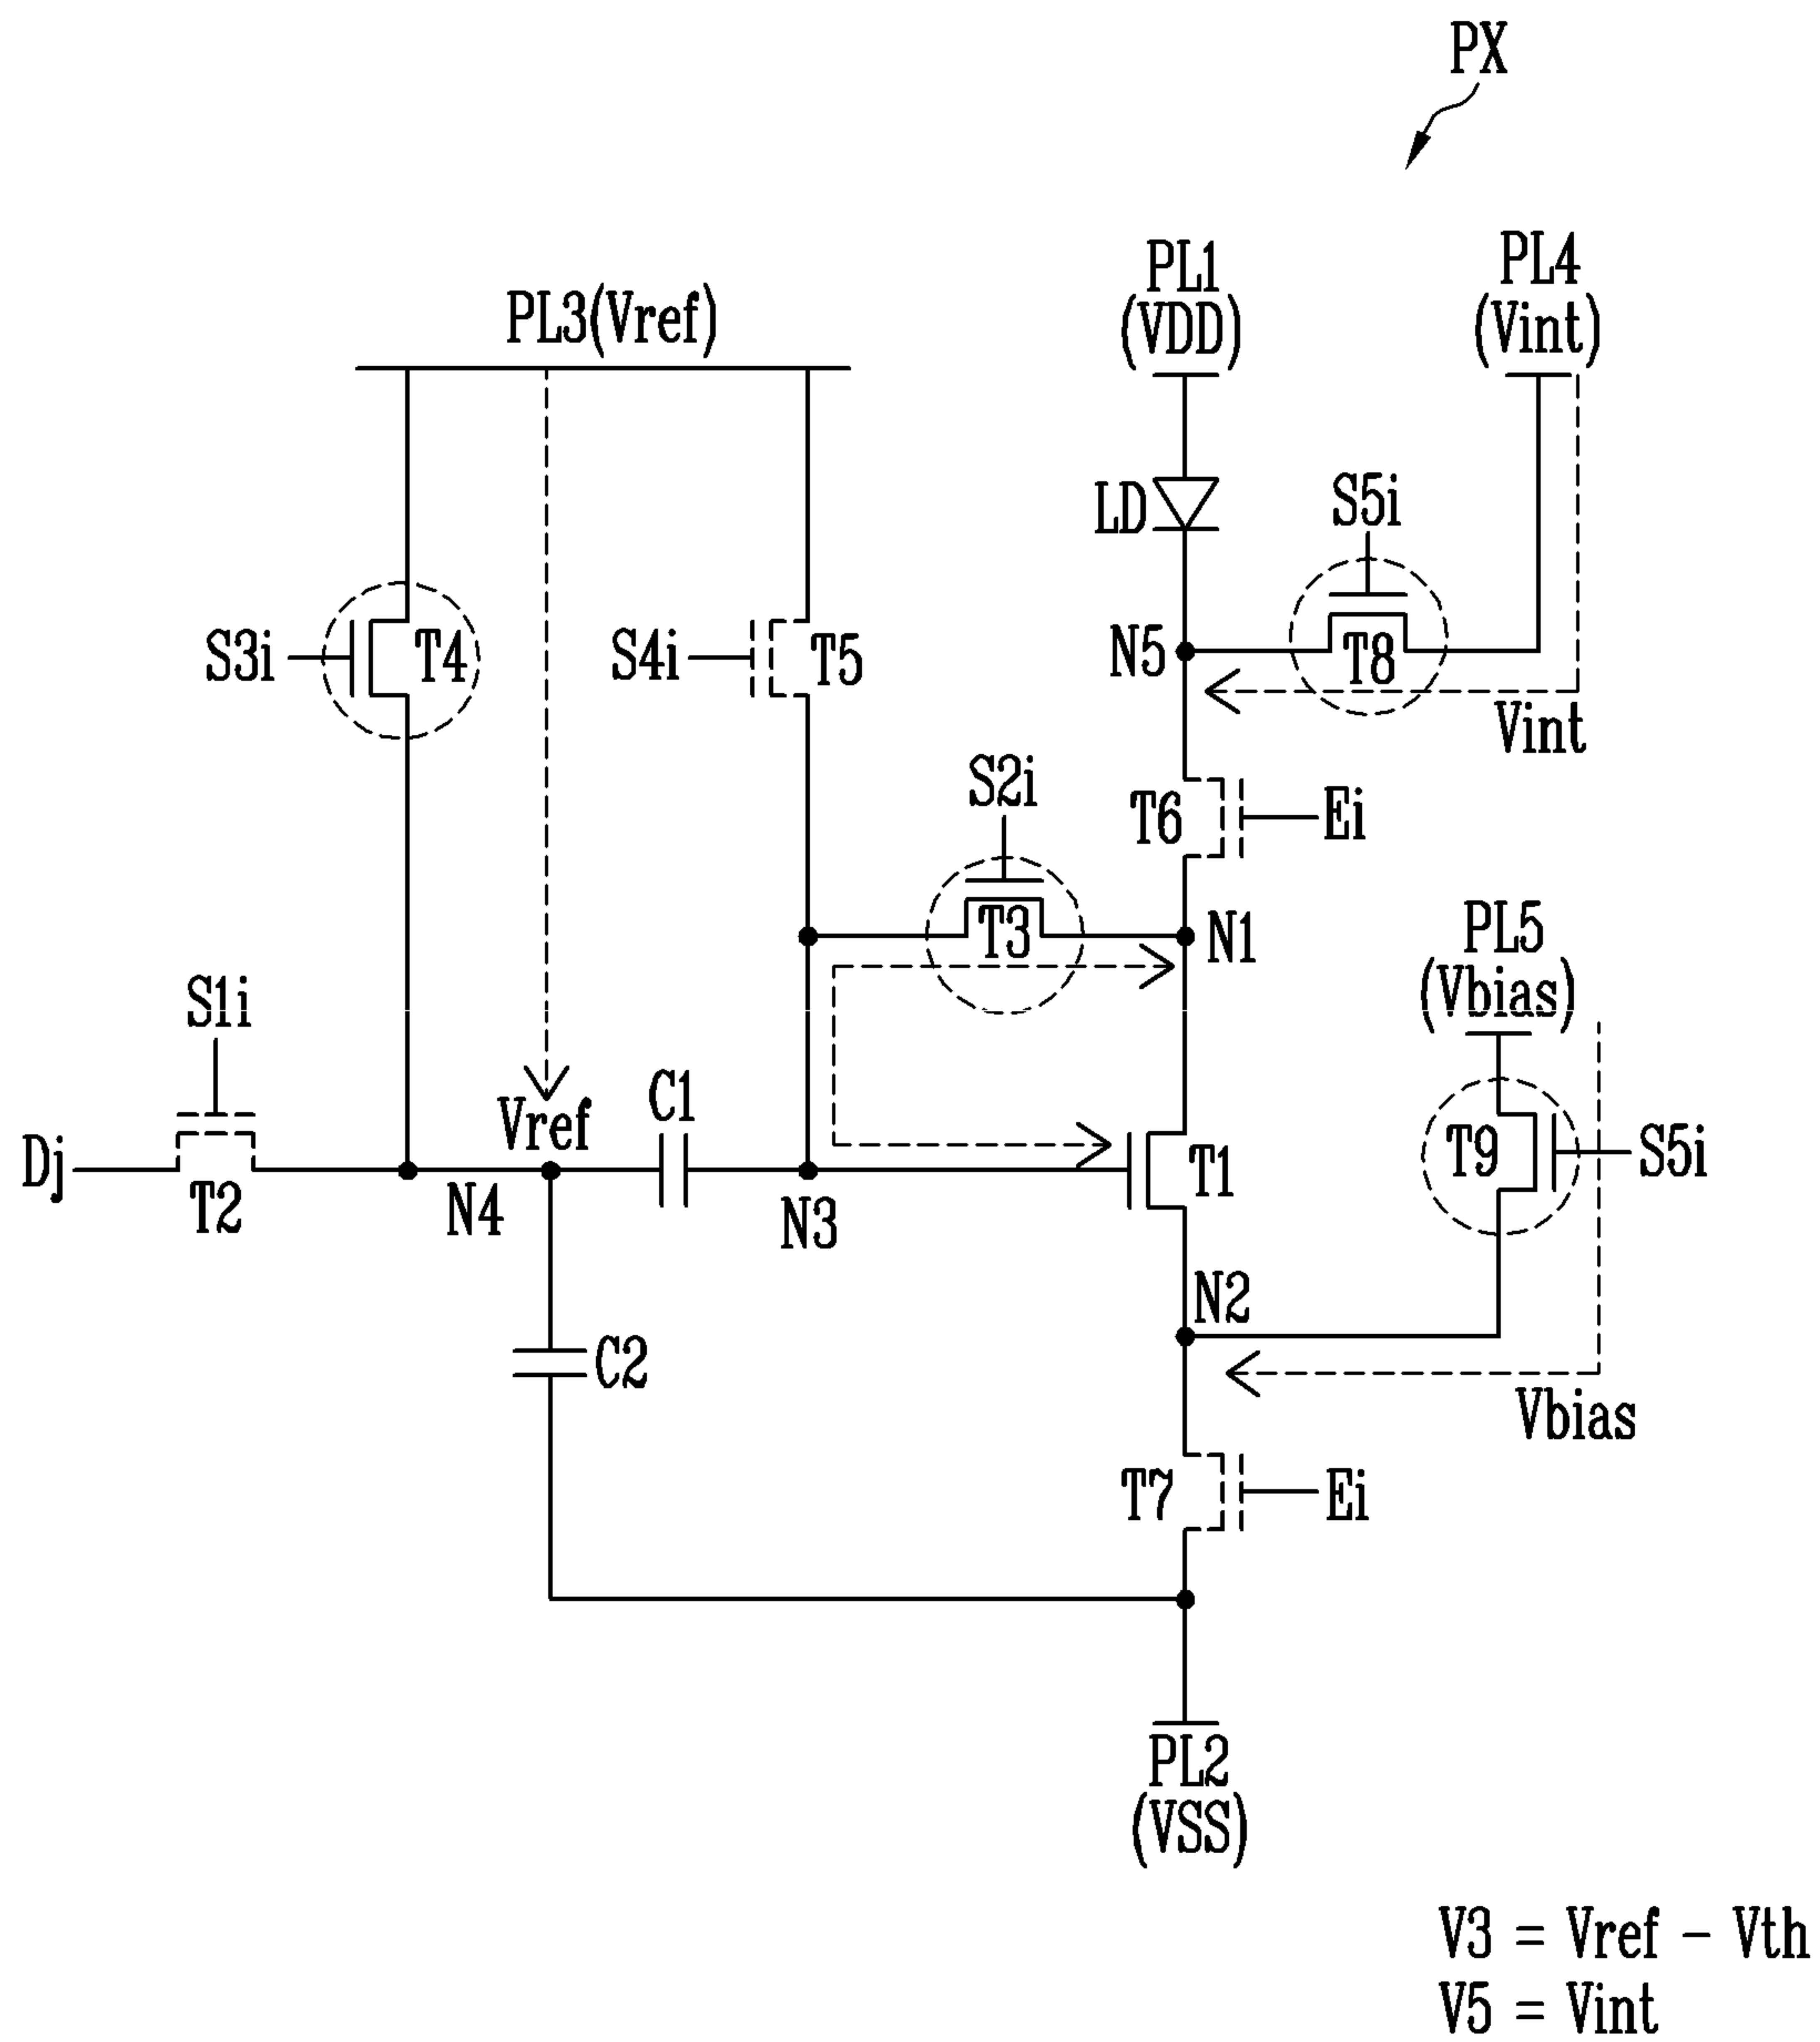 PX
PL1
(VDD)
PL4
(Vint)
PL3(Vref)
LD
S5i
S3i
T4
S4i
T5
N5
T8
Vint
S2i
T6
Ei
T3
N1
PL5
(Vbias)
S1i
Vref
C1
Dj
T2
N4
N3
T1
T9
S5i
N2
C2
Vbias
T7
Ei
PL2
(VSS)
V3 = Vref - Vth
V5 = Vint